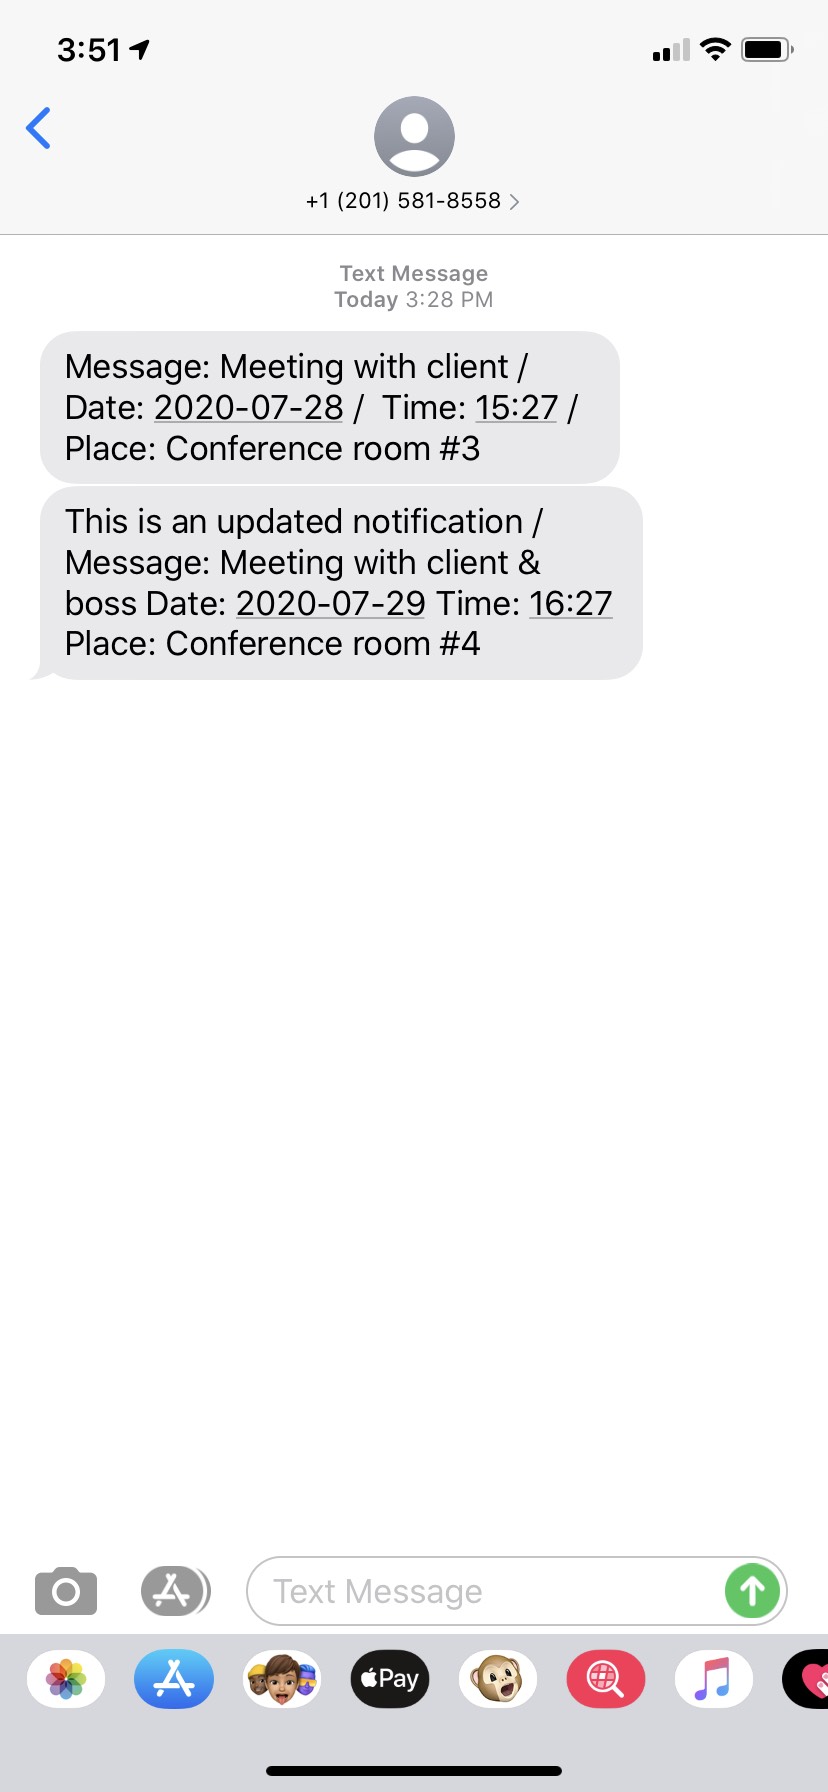 3:51
+1 (201) 581-8558
Text Message
Today 3:28 PM
Message: Meeting with client /
Date: 2020-07-28 /  Time: 15:27 /
Place: Conference room #3
This is an updated notification /
Message: Meeting with client &
boss Date: 2020-07-29 Time: 16:27
Place: Conference room #4
Text Message
Pay